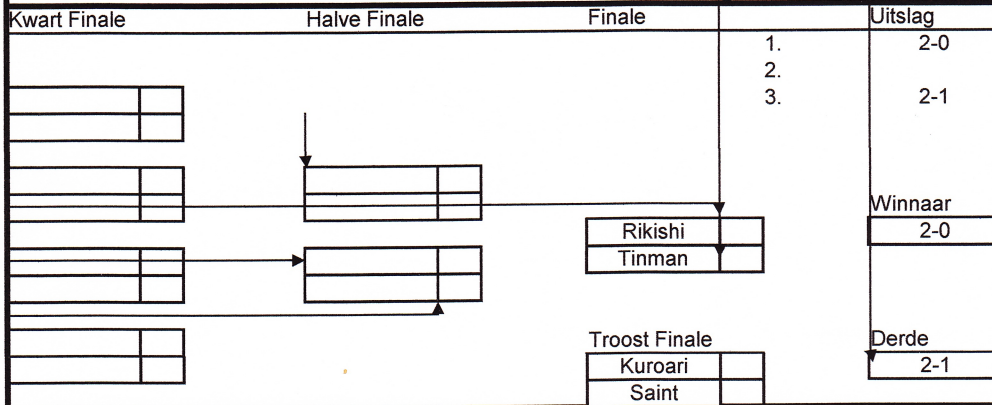 Kwart Finale Halve Finale Finale Uitslag
1. 2-0
2.
3. 2-1
Winnaar
Rikishi 2-0
Tinman
Troost Finale Derde
Kuroari 2-1
Saint